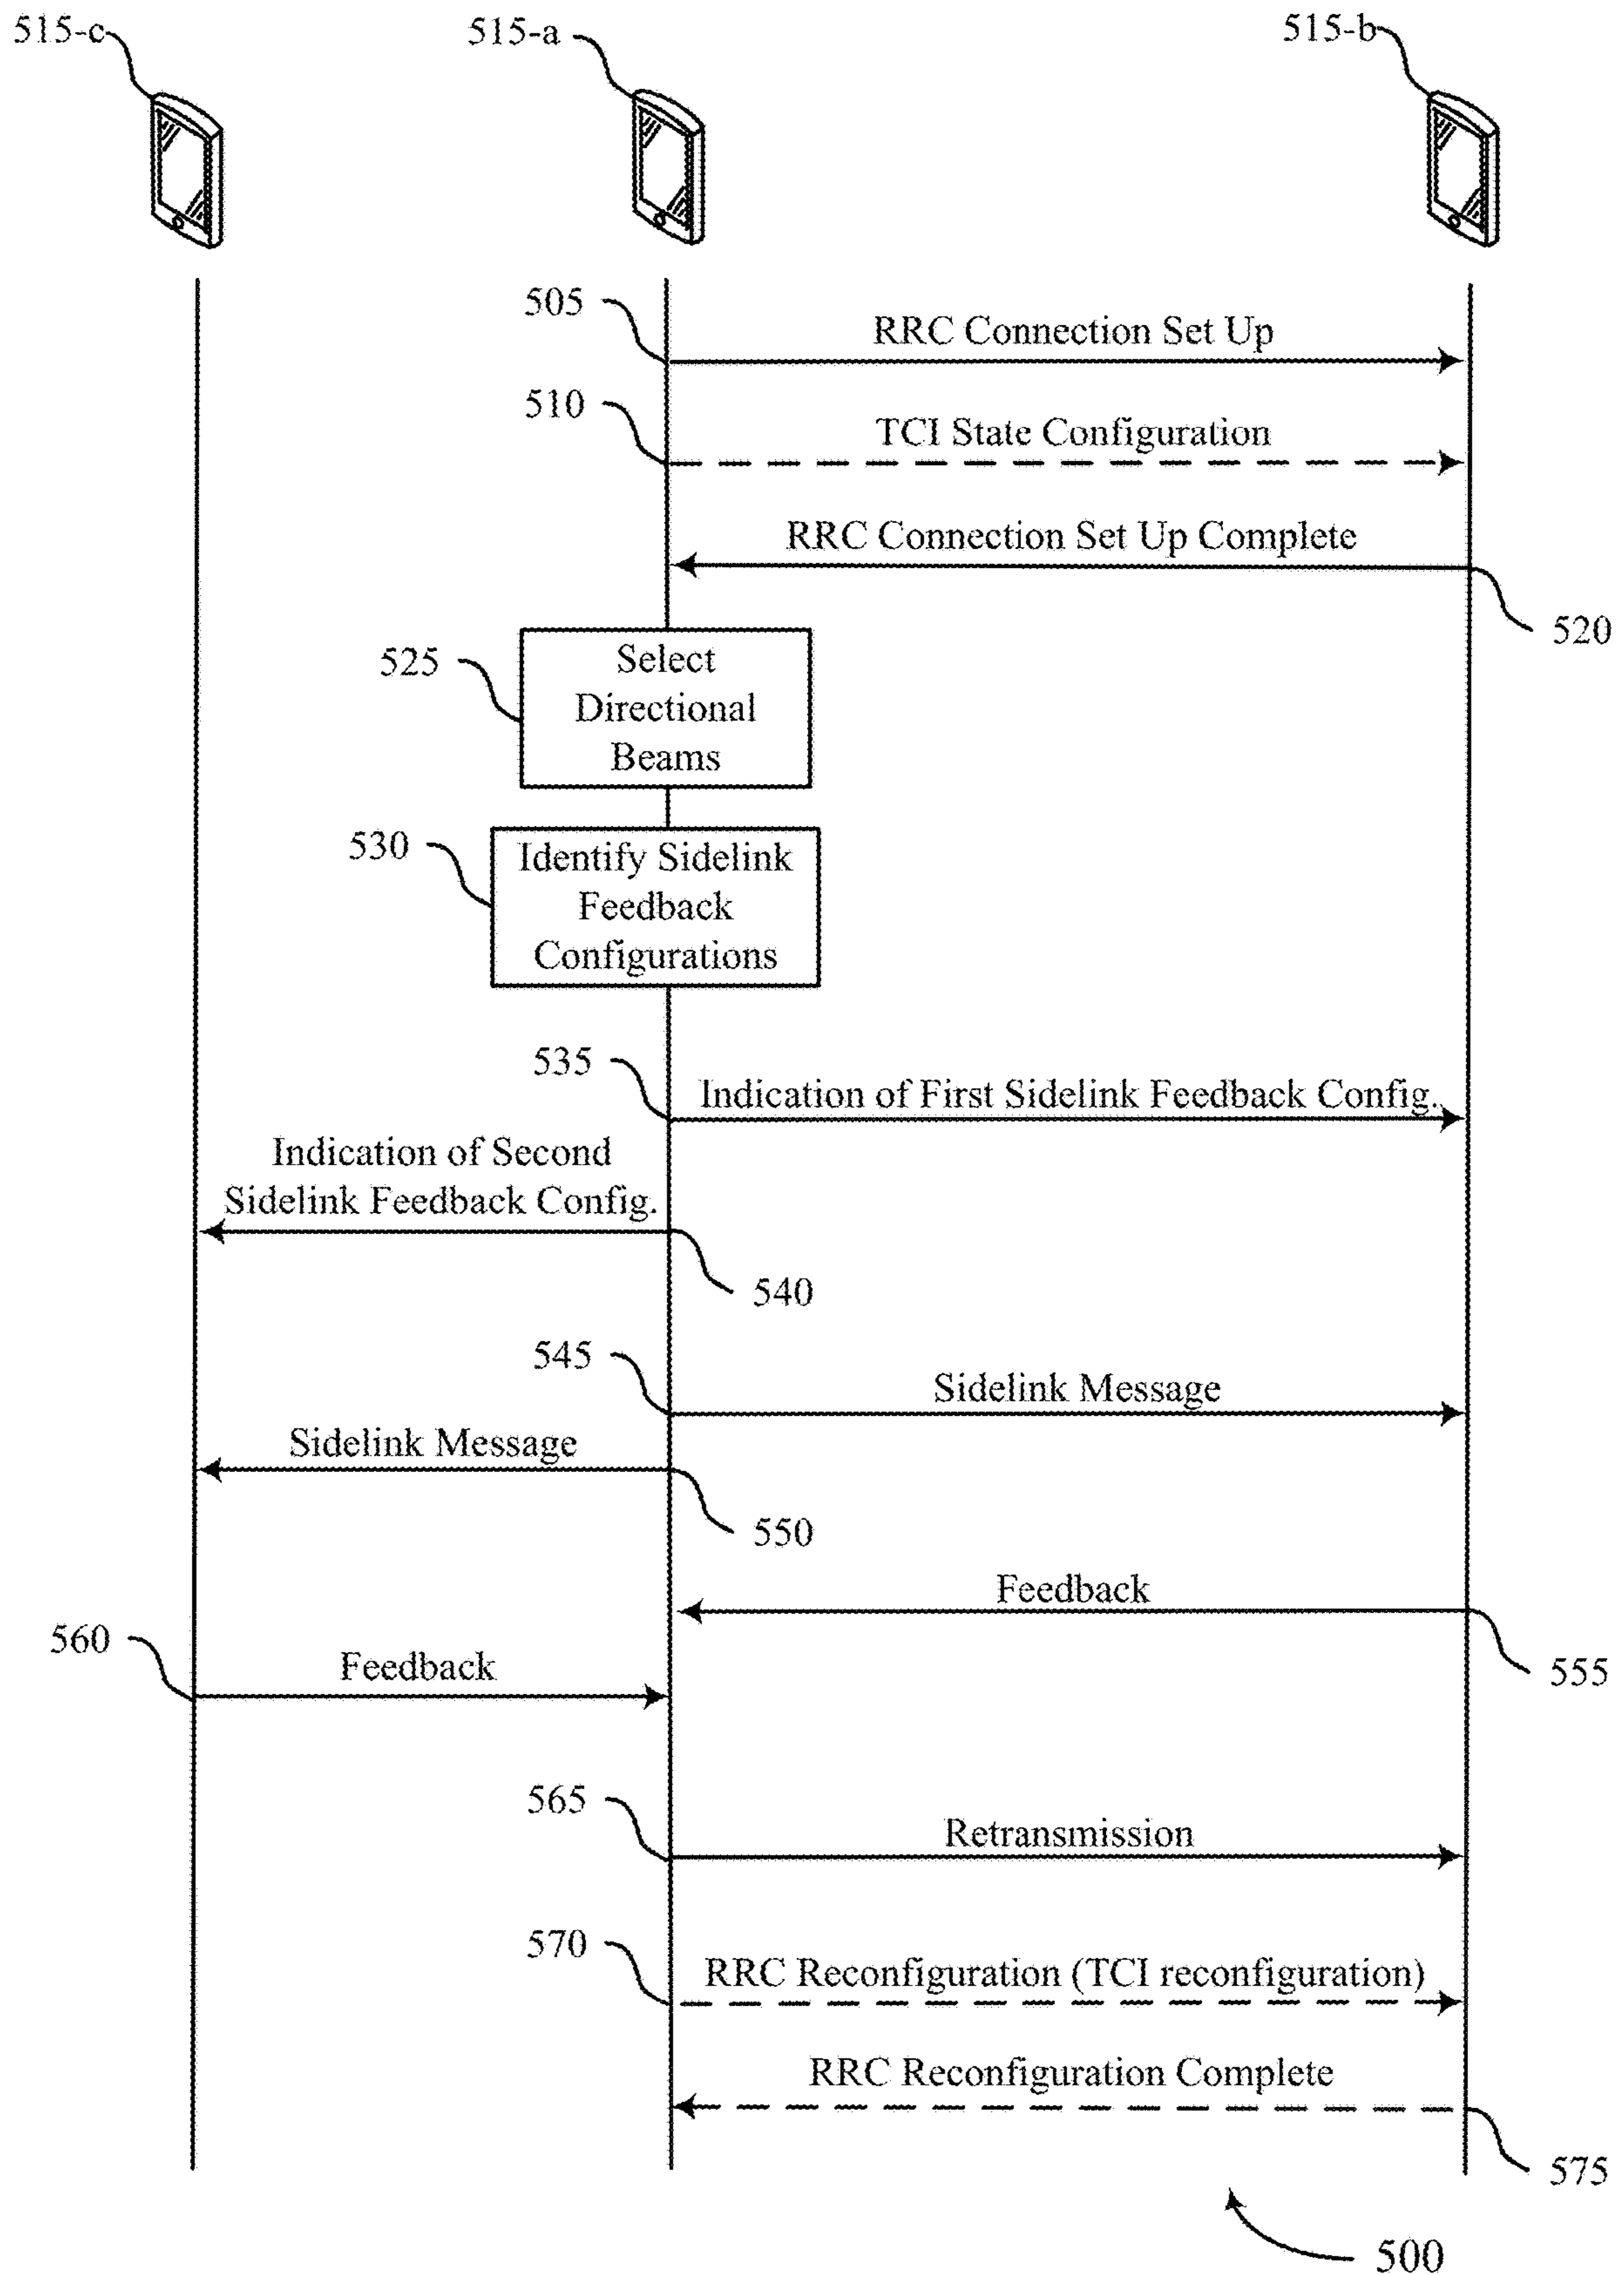 515-c
515-a
515-b
505
RRC Connection Set Up
510
TCI State Configuration
RRC Connection Set Up Complete
520
525
Select
Directional
Beams
530
Identify Sidelink
Feedback
Configurations
535
Indication of First Sidelink Feedback Config.
Indication of Second
Sidelink Feedback Config.
540
545
Sidelink Message
Sidelink Message
550
Feedback
555
560
Feedback
565
Retransmission
570
RRC Reconfiguration (TCI reconfiguration)
RRC Reconfiguration Complete
575
500